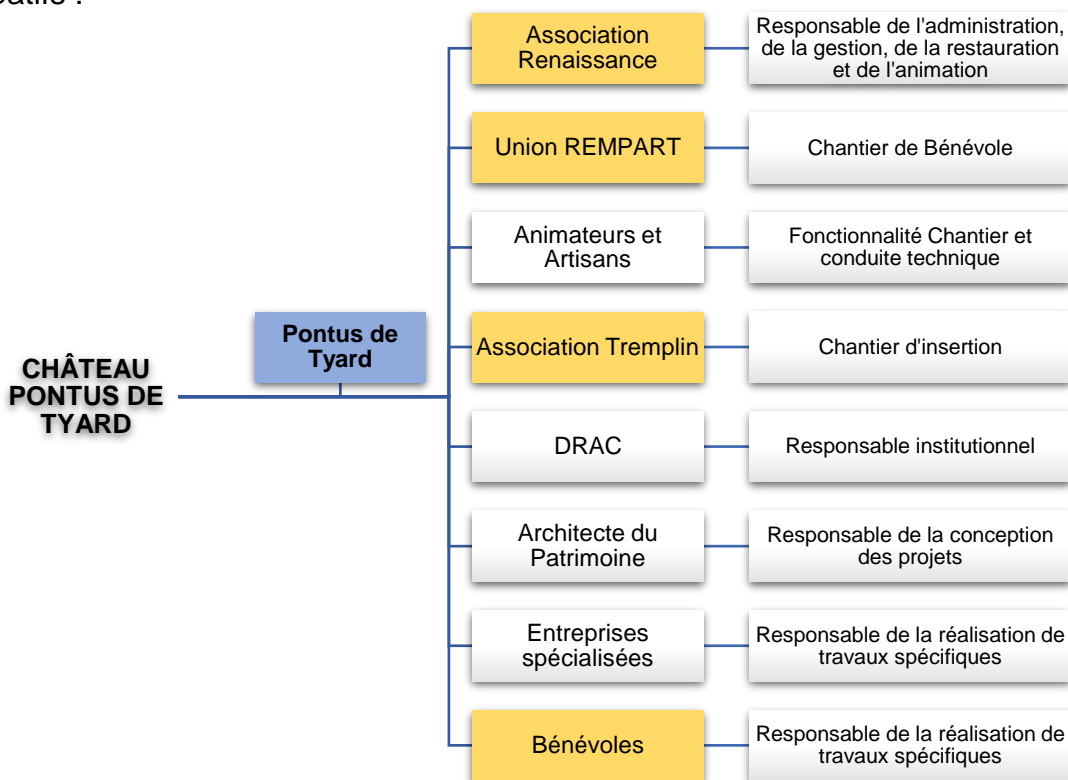 Association
Renaissance
Responsable de l'administration,
de la gestion, de la restauration
et de l'animation
Union REMPART
Chantier de Bénévole
Animateurs et
Artisans
Fonctionnalité Chantier et
conduite technique
Pontus de
Tyard
Association Tremplin
Chantier d'insertion
CHÂTEAU
PONTUS DE
TYARD
DRAC
Responsable institutionnel
Architecte du
Patrimoine
Responsable de la conception
des projets
Entreprises
spécialisées
Responsable de la réalisation de
travaux spécifiques
Bénévoles
Responsable de la réalisation de
travaux spécifiques